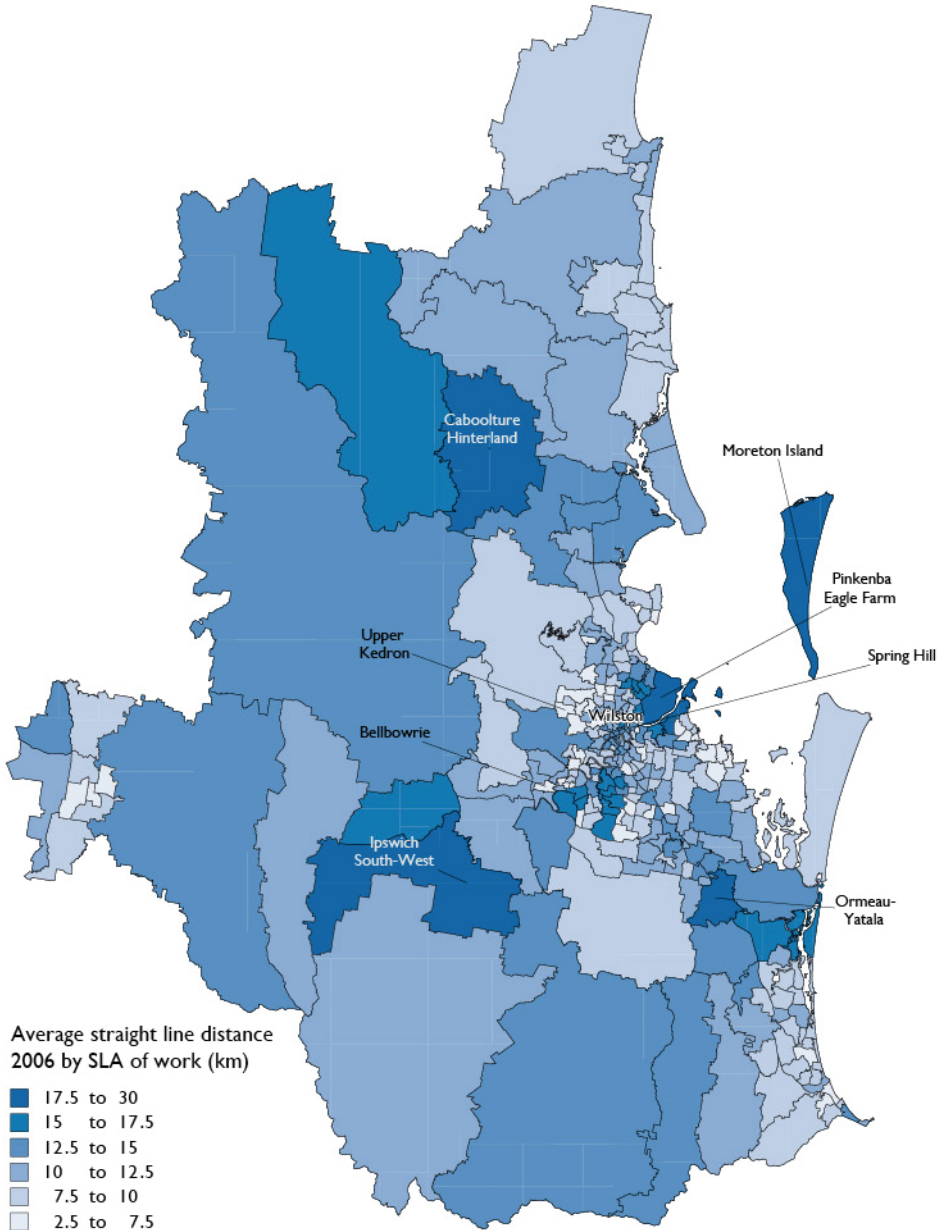 Caboolture
Hinterland
Moreton Island
Pinkenba
Eagle Farm
Upper
Kedron
Spring Hill
Wilston
Bellbowrie
Ipswich
South-West
Ormeau-
Yatala
Average straight line distance
2006 by SLA of work (km)
17.5 to 30
15 to 17.5
12.5 to 15
10 to 12.5
7.5 to 10
2.5 to 7.5